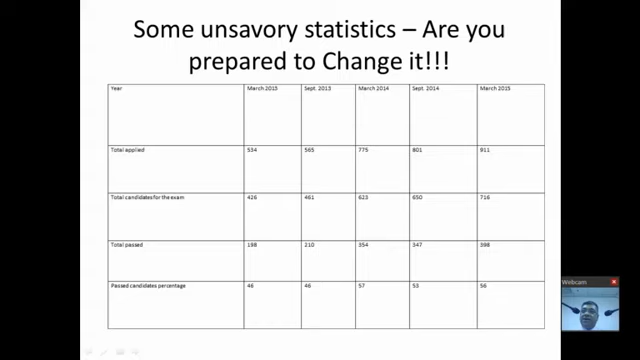 Some unsavory statistics – Are you
prepared to Change it!!!
Year March 2013 Sept. 2013 March 2014 Sept. 2014 March 2015
Total applied 534 565 775 801 911
Total candidates for the exam 426 461 623 650 716
Total passed 198 210 354 347 398
Passed candidates percentage 46 46 57 53 56
Webcam